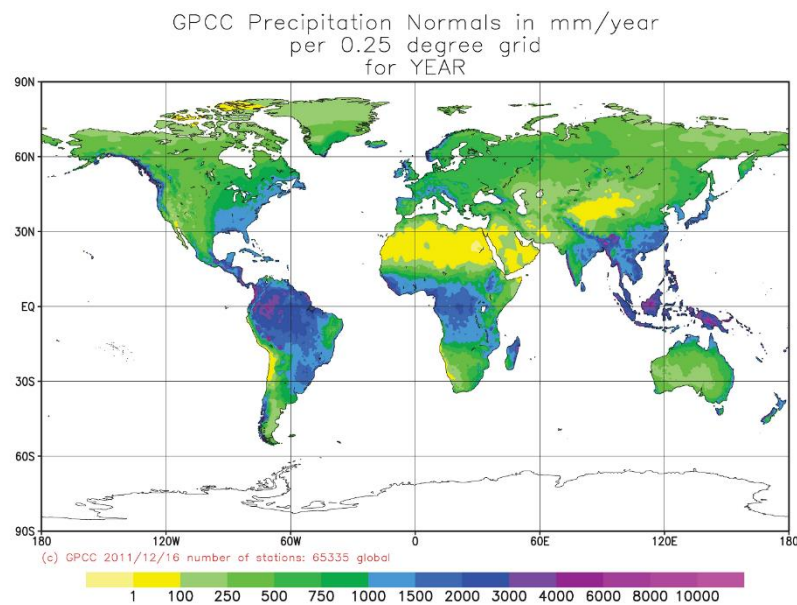 GPCC Precipitation Normals in mm/year
per 0.25 degree grid
for YEAR
90N
60N
30N
EQ
30S
60S
90S
180 120W 60W 0 60E 120E 180
(c) GPCC 2011/12/16 number of stations: 65335 global
1 100 250 500 750 1000 1500 2000 3000 4000 6000 8000 10000